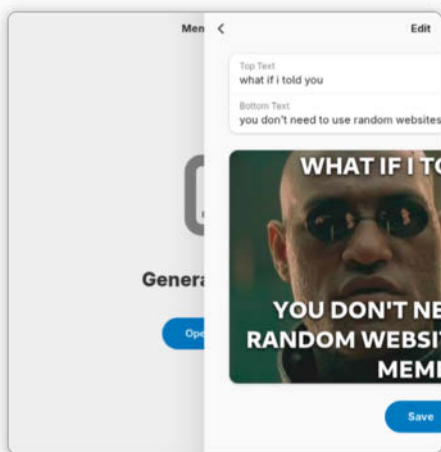 Men
Edit
Top Text
what if i told you
Bottom Text
you don't need to use random websites
WHAT IF I TO
YOU DON'T NE
RANDOM WEBSIT
MEM
Genera
Ope
Save